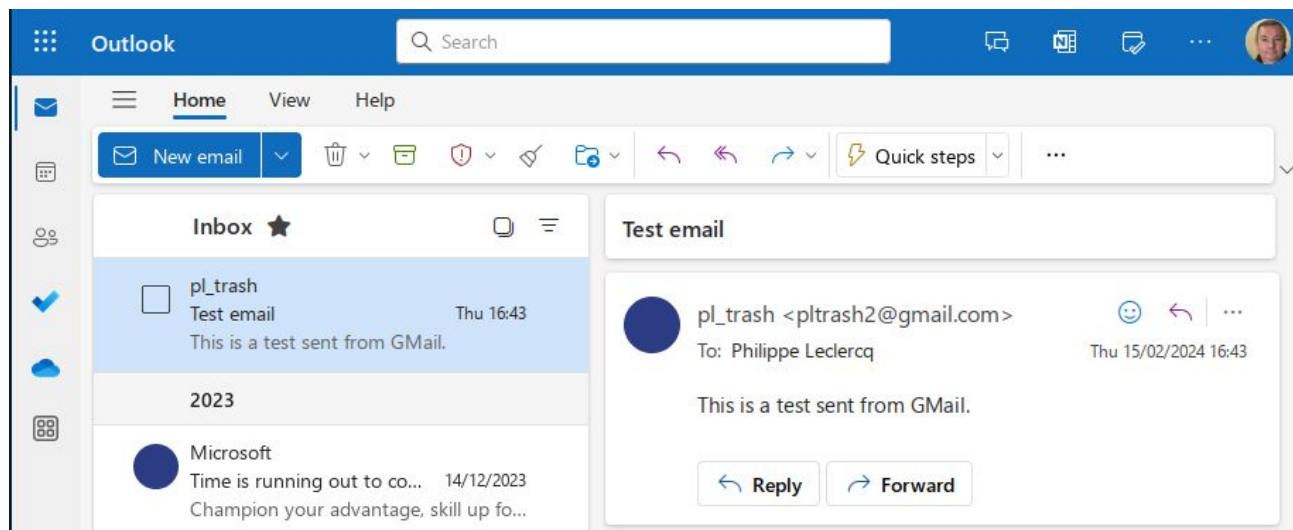 Outlook
Search
Home View Help
New email
Quick steps
Inbox
pl_trash
Test email Thu 16:43
This is a test sent from GMail.
2023
Microsoft
Time is running out to co... 14/12/2023
Champion your advantage, skill up fo...
Test email
pl_trash <pltrash2@gmail.com>
To: Philippe Leclercq Thu 15/02/2024 16:43
This is a test sent from GMail.
Reply Forward